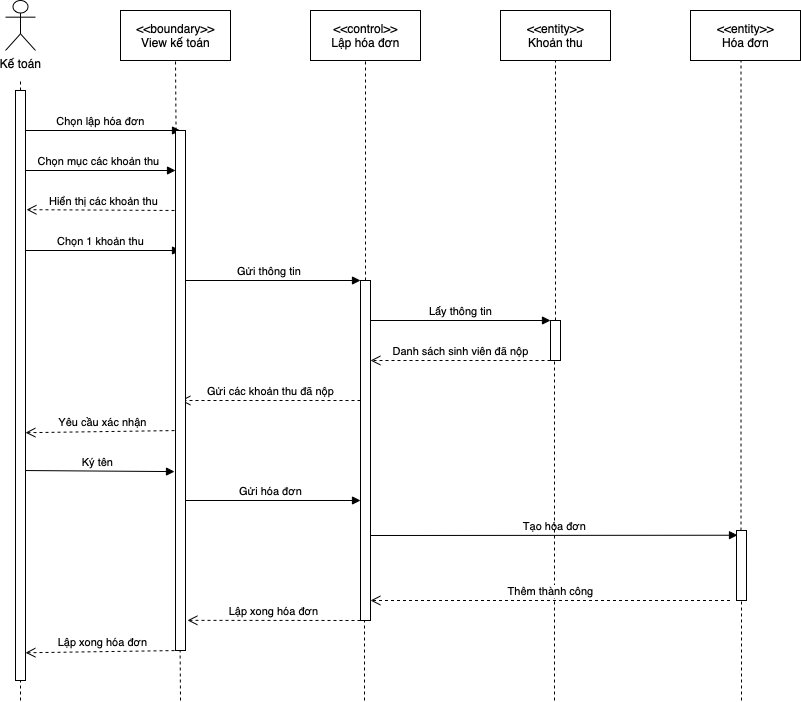 <<boundary>>
View kế toán
<<control>>
Lập hóa đơn
<<entity>>
Khoản thu
<<entity>>
Hóa đơn
Kế toán
Chọn lập hóa đơn
Chọn mục các khoản thu
Hiển thị các khoản thu
Chọn 1 khoản thu
Gửi thông tin
Lấy thông tin
Danh sách sinh viên đã nộp
Gửi các khoản thu đã nộp
Yêu cầu xác nhận
Ký tên
Gửi hóa đơn
Tạo hóa đơn
Thêm thành công
Lập xong hóa đơn
Lập xong hóa đơn